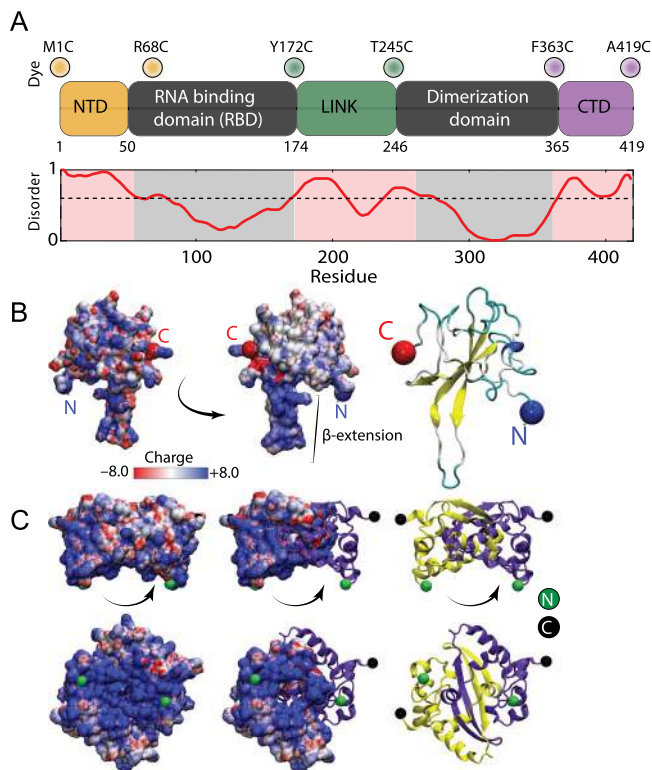 A
M1C R68C Y172C T245C F363C A419C
Dye
NTD RNA binding domain (RBD) LINK Dimerization domain CTD
1 50 174 246 365 419
Disorder
1
0
100 200 300 400
Residue
B
C C C
N N N
β-extension
Charge
−8.0 +8.0
C
N
C